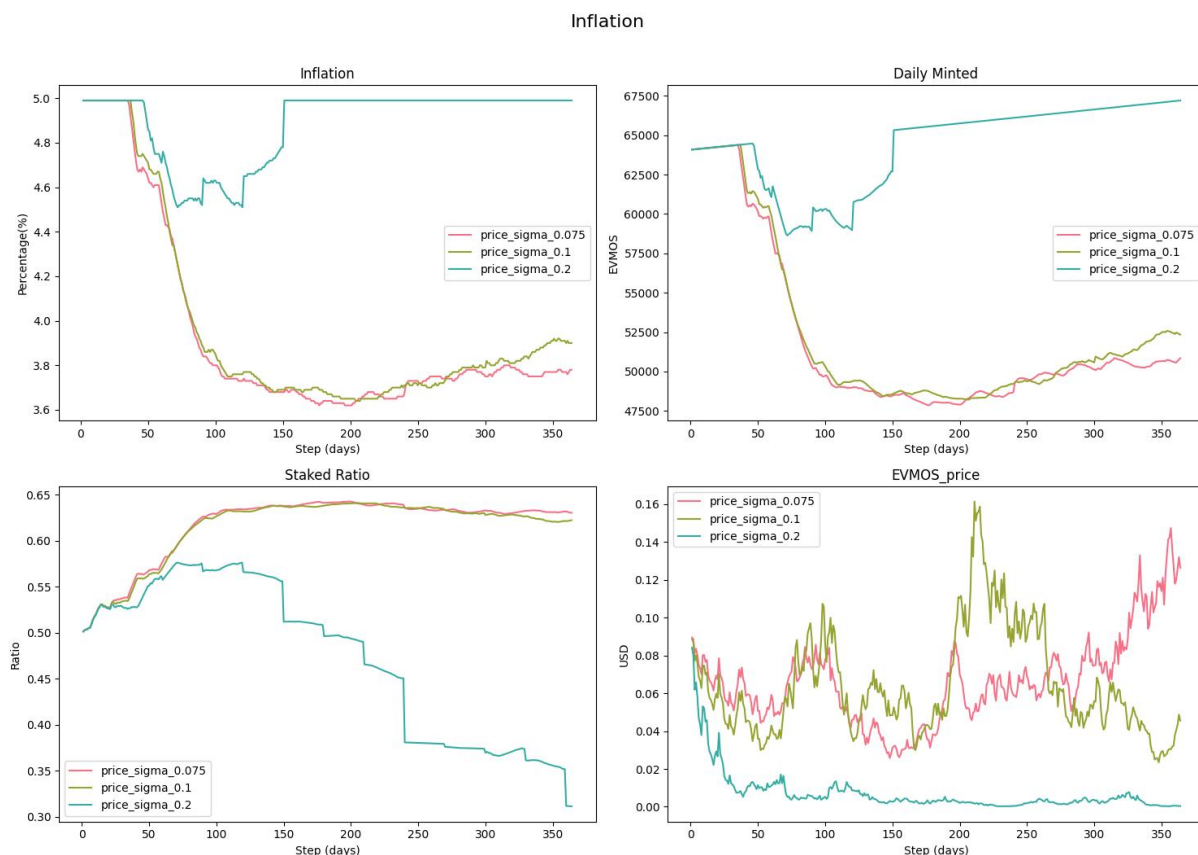 Inflation
Inflation
Percentage(%)
5.0
4.8
4.6
4.4
4.2
4.0
3.8
3.6
0 50 100 150 200 250 300 350
Step (days)
price_sigma_0.075
price_sigma_0.1
price_sigma_0.2
Daily Minted
EVMOS
67500
65000
62500
60000
57500
55000
52500
50000
47500
0 50 100 150 200 250 300 350
Step (days)
price_sigma_0.075
price_sigma_0.1
price_sigma_0.2
Staked Ratio
Ratio
0.65
0.60
0.55
0.50
0.45
0.40
0.35
0.30
0 50 100 150 200 250 300 350
Step (days)
price_sigma_0.075
price_sigma_0.1
price_sigma_0.2
EVMOS_price
USD
0.16
0.14
0.12
0.10
0.08
0.06
0.04
0.02
0.00
0 50 100 150 200 250 300 350
Step (days)
price_sigma_0.075
price_sigma_0.1
price_sigma_0.2